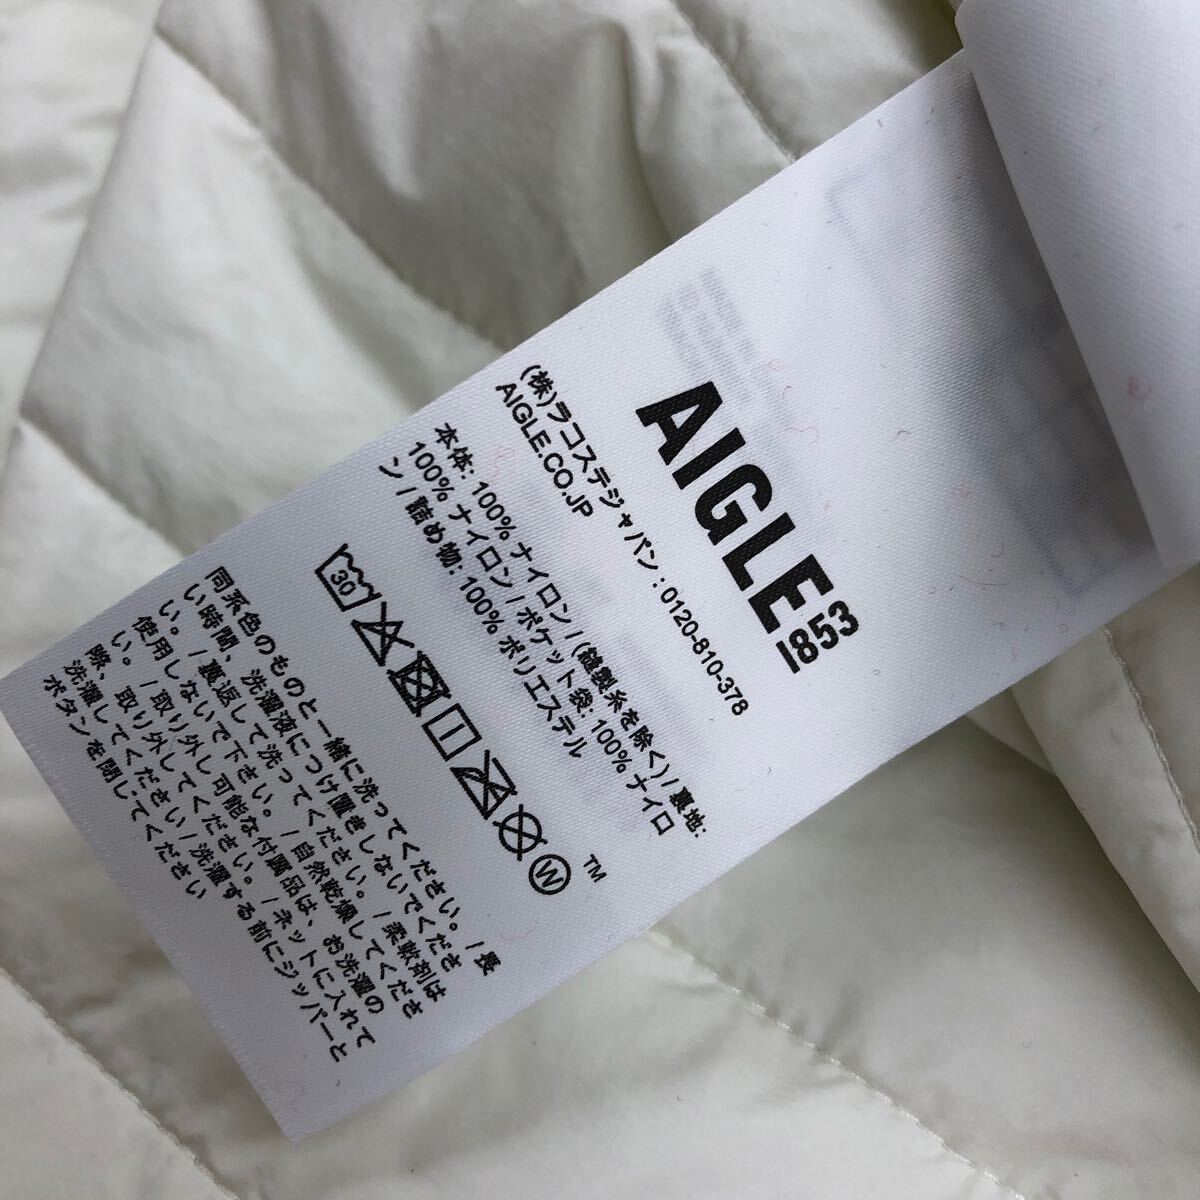 AIGLE
1853
(株)ラコステジャパン : 0120-810-378
AIGLE.CO.JP
本体: 100% ナイロン / (縫製糸を除く) / 裏地:
100% ナイロン / ポケット袋: 100% ナイロ
ン / 詰め物: 100% ポリエステル
30 W TM
同系色のものと一緒に洗ってください。/ 長
い時間、洗濯液につけ置きしないでくださ
い。/ 裏返して洗ってください。/ 柔軟剤は
使用しないで下さい。/ 自然乾燥してくださ
い。/ 取り外し可能な付属品は、お洗濯の
際、取り外してください。/ ネットに入れて
洗濯してください / 洗濯する前にジッパーと
ボタンを閉じてください